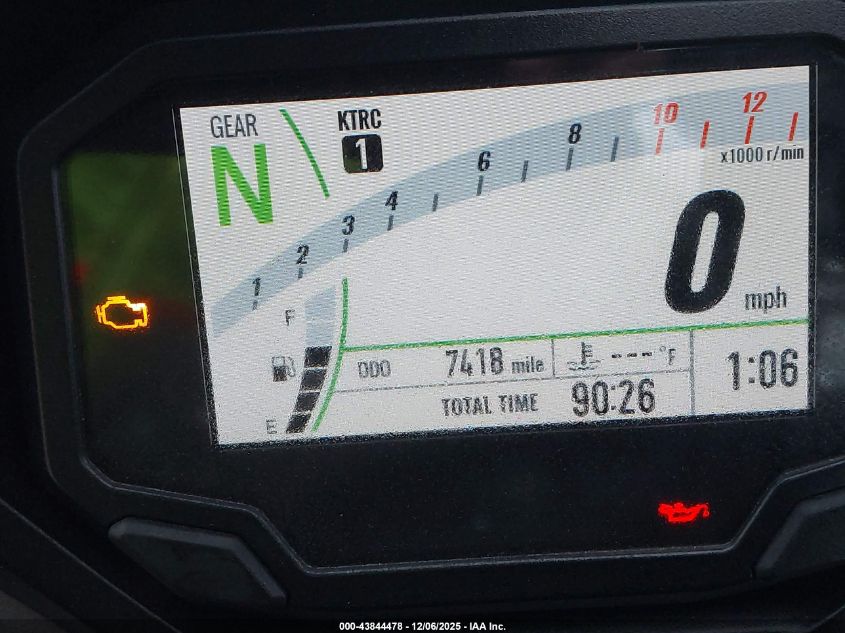 GEAR
N
KTRC
1
1 2 3 4 6 8 10 12
x1000 r/min
0 mph
F
E
ODO 7418 mile
--- °F
TOTAL TIME 90:26
1:06
000-43844478 - 12/06/2025 - IAA Inc.